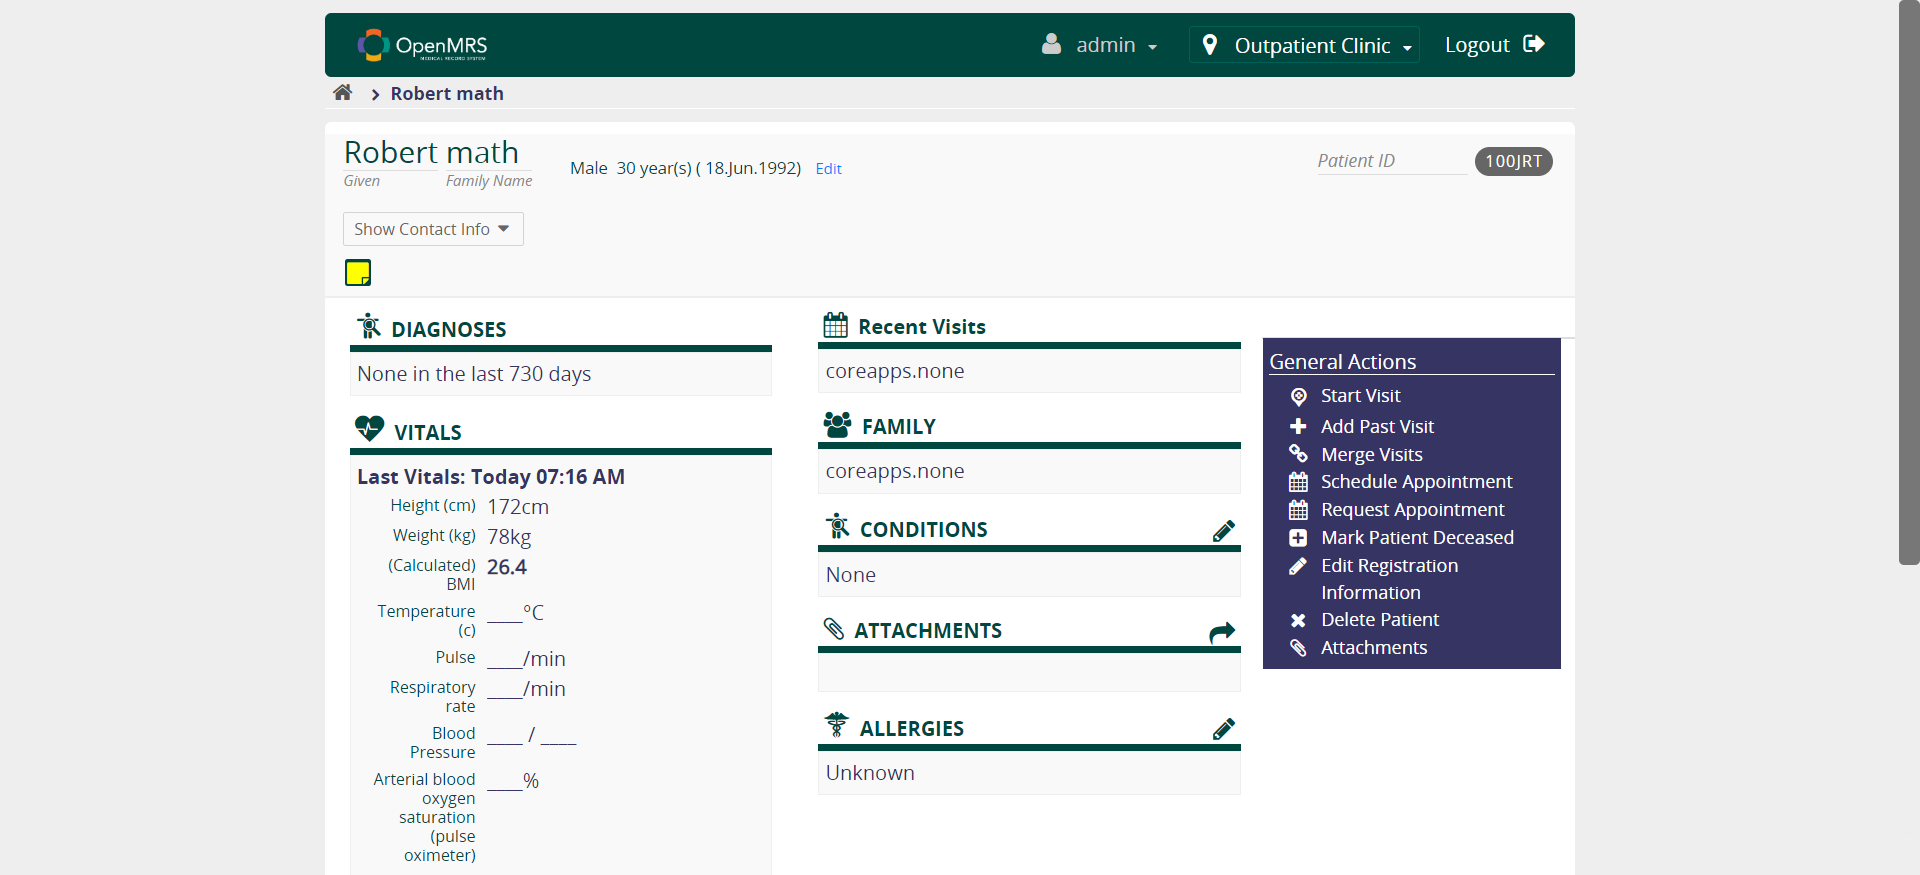 OpenMRS
MEDICAL RECORD SYSTEM
admin
Outpatient Clinic
Logout
Robert math
Robert math
Given
Family Name
Male 30 year(s) ( 18.Jun.1992) Edit
Patient ID
100JRT
Show Contact Info
DIAGNOSES
None in the last 730 days
VITALS
Last Vitals: Today 07:16 AM
Height (cm) 172cm
Weight (kg) 78kg
(Calculated) BMI 26.4
Temperature (c) ____°C
Pulse ____/min
Respiratory rate ____/min
Blood Pressure ____ / ____
Arterial blood oxygen saturation (pulse oximeter) ____%
Recent Visits
coreapps.none
FAMILY
coreapps.none
CONDITIONS
None
ATTACHMENTS
ALLERGIES
Unknown
General Actions
Start Visit
Add Past Visit
Merge Visits
Schedule Appointment
Request Appointment
Mark Patient Deceased
Edit Registration
Information
Delete Patient
Attachments